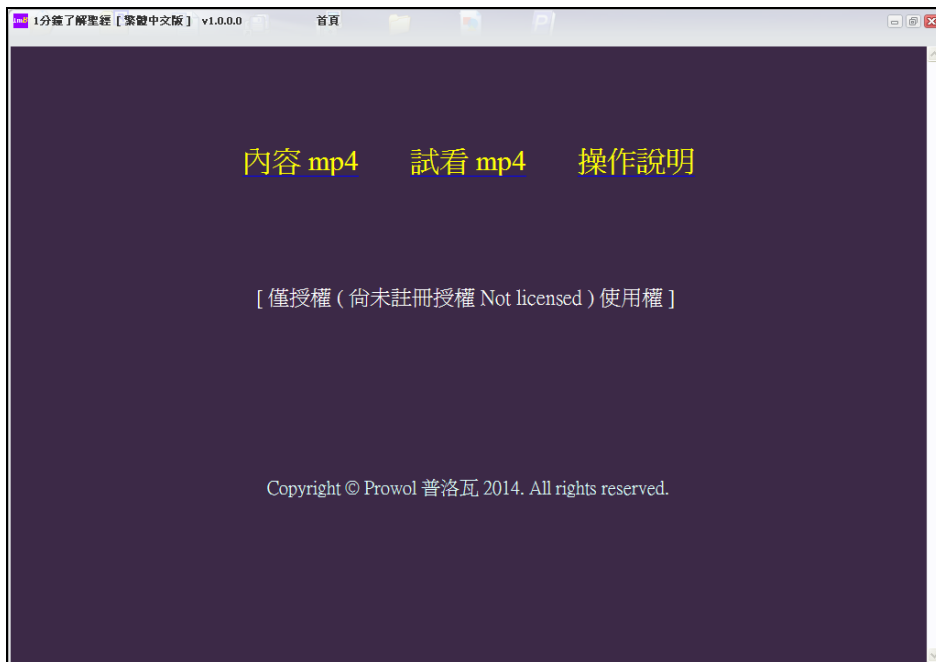 1分鐘了解聖經 [ 繁體中文版 ] v1.0.0.0 首頁
內容 mp4 試看 mp4 操作說明
[ 僅授權 ( 尚未註冊授權 Not licensed ) 使用權 ]
Copyright © Prowol 普洛瓦 2014. All rights reserved.